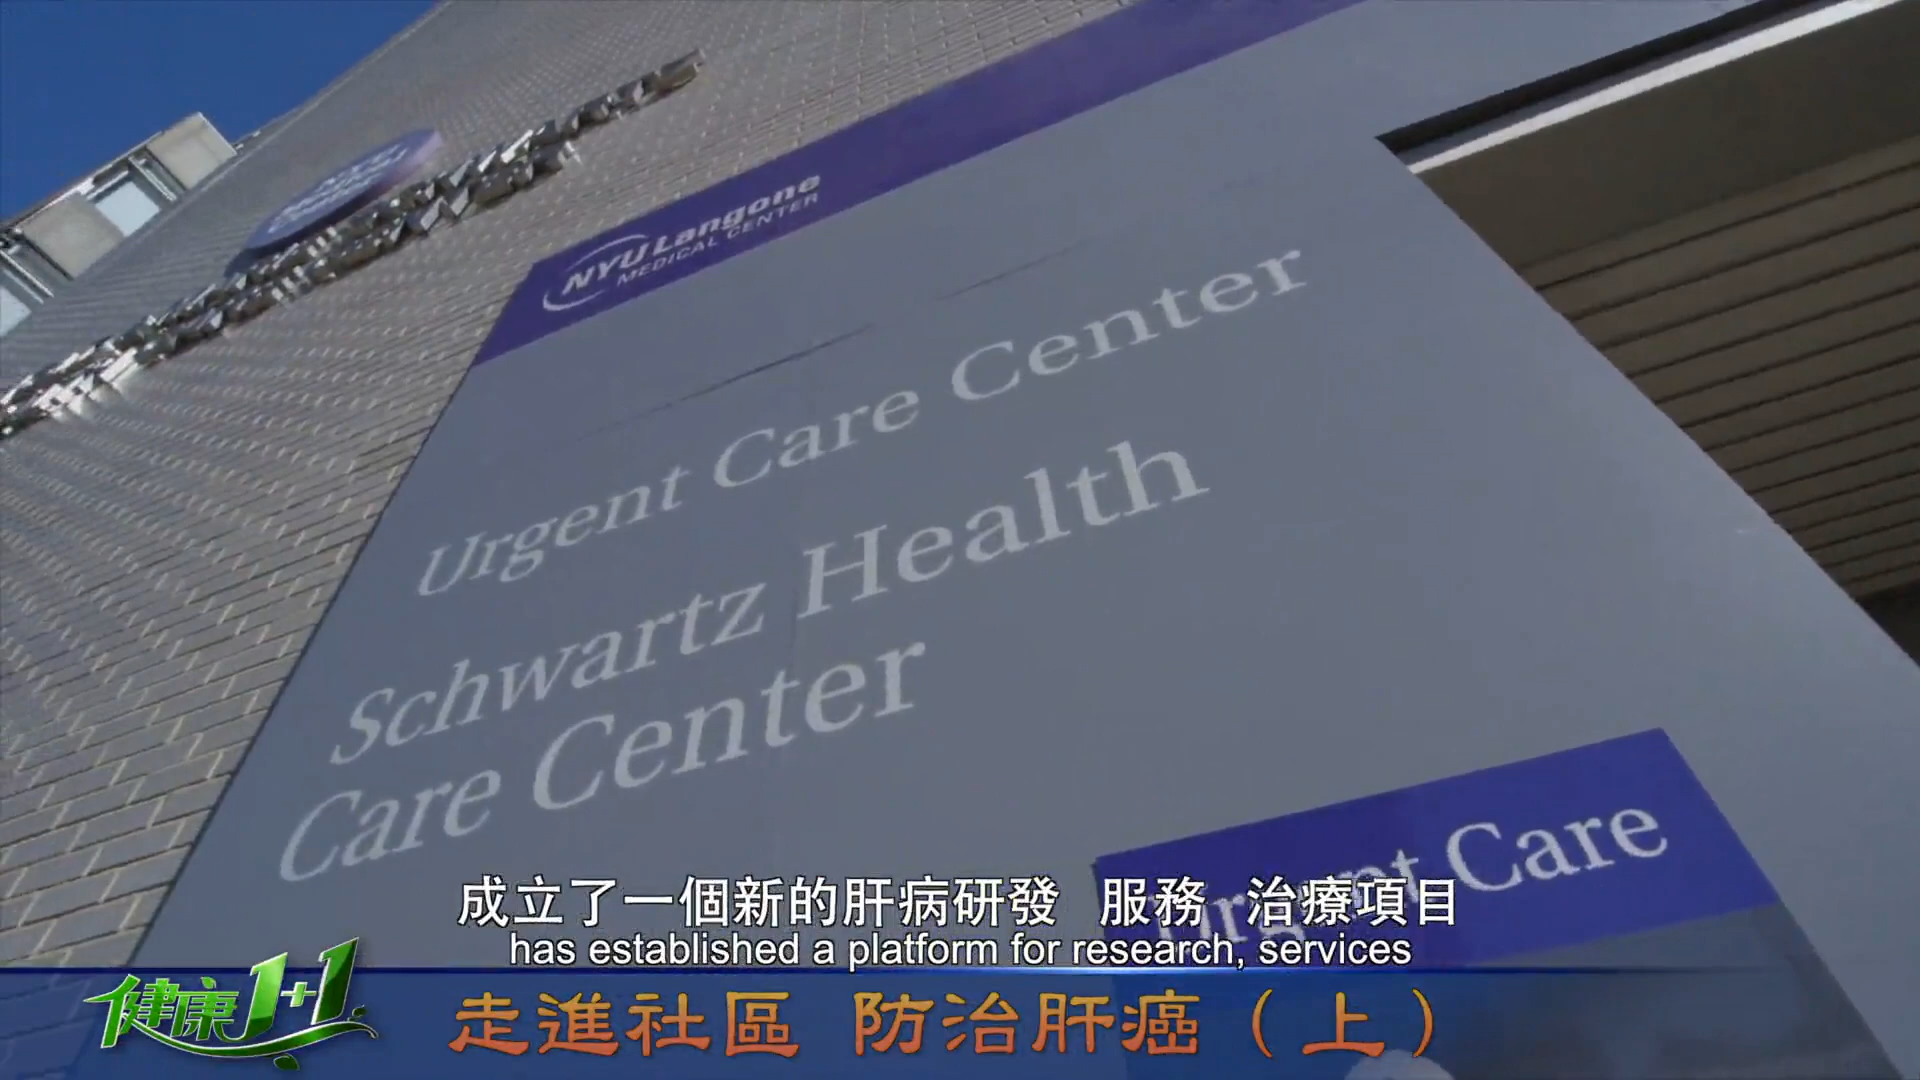 NYU Langone
MEDICAL CENTER
Urgent Care Center
Schwartz Health
Care Center
Urgent Care
成立了一個新的肝病研發 服務 治療項目
has established a platform for research, services
健康1+1
走進社區 防治肝癌（上）